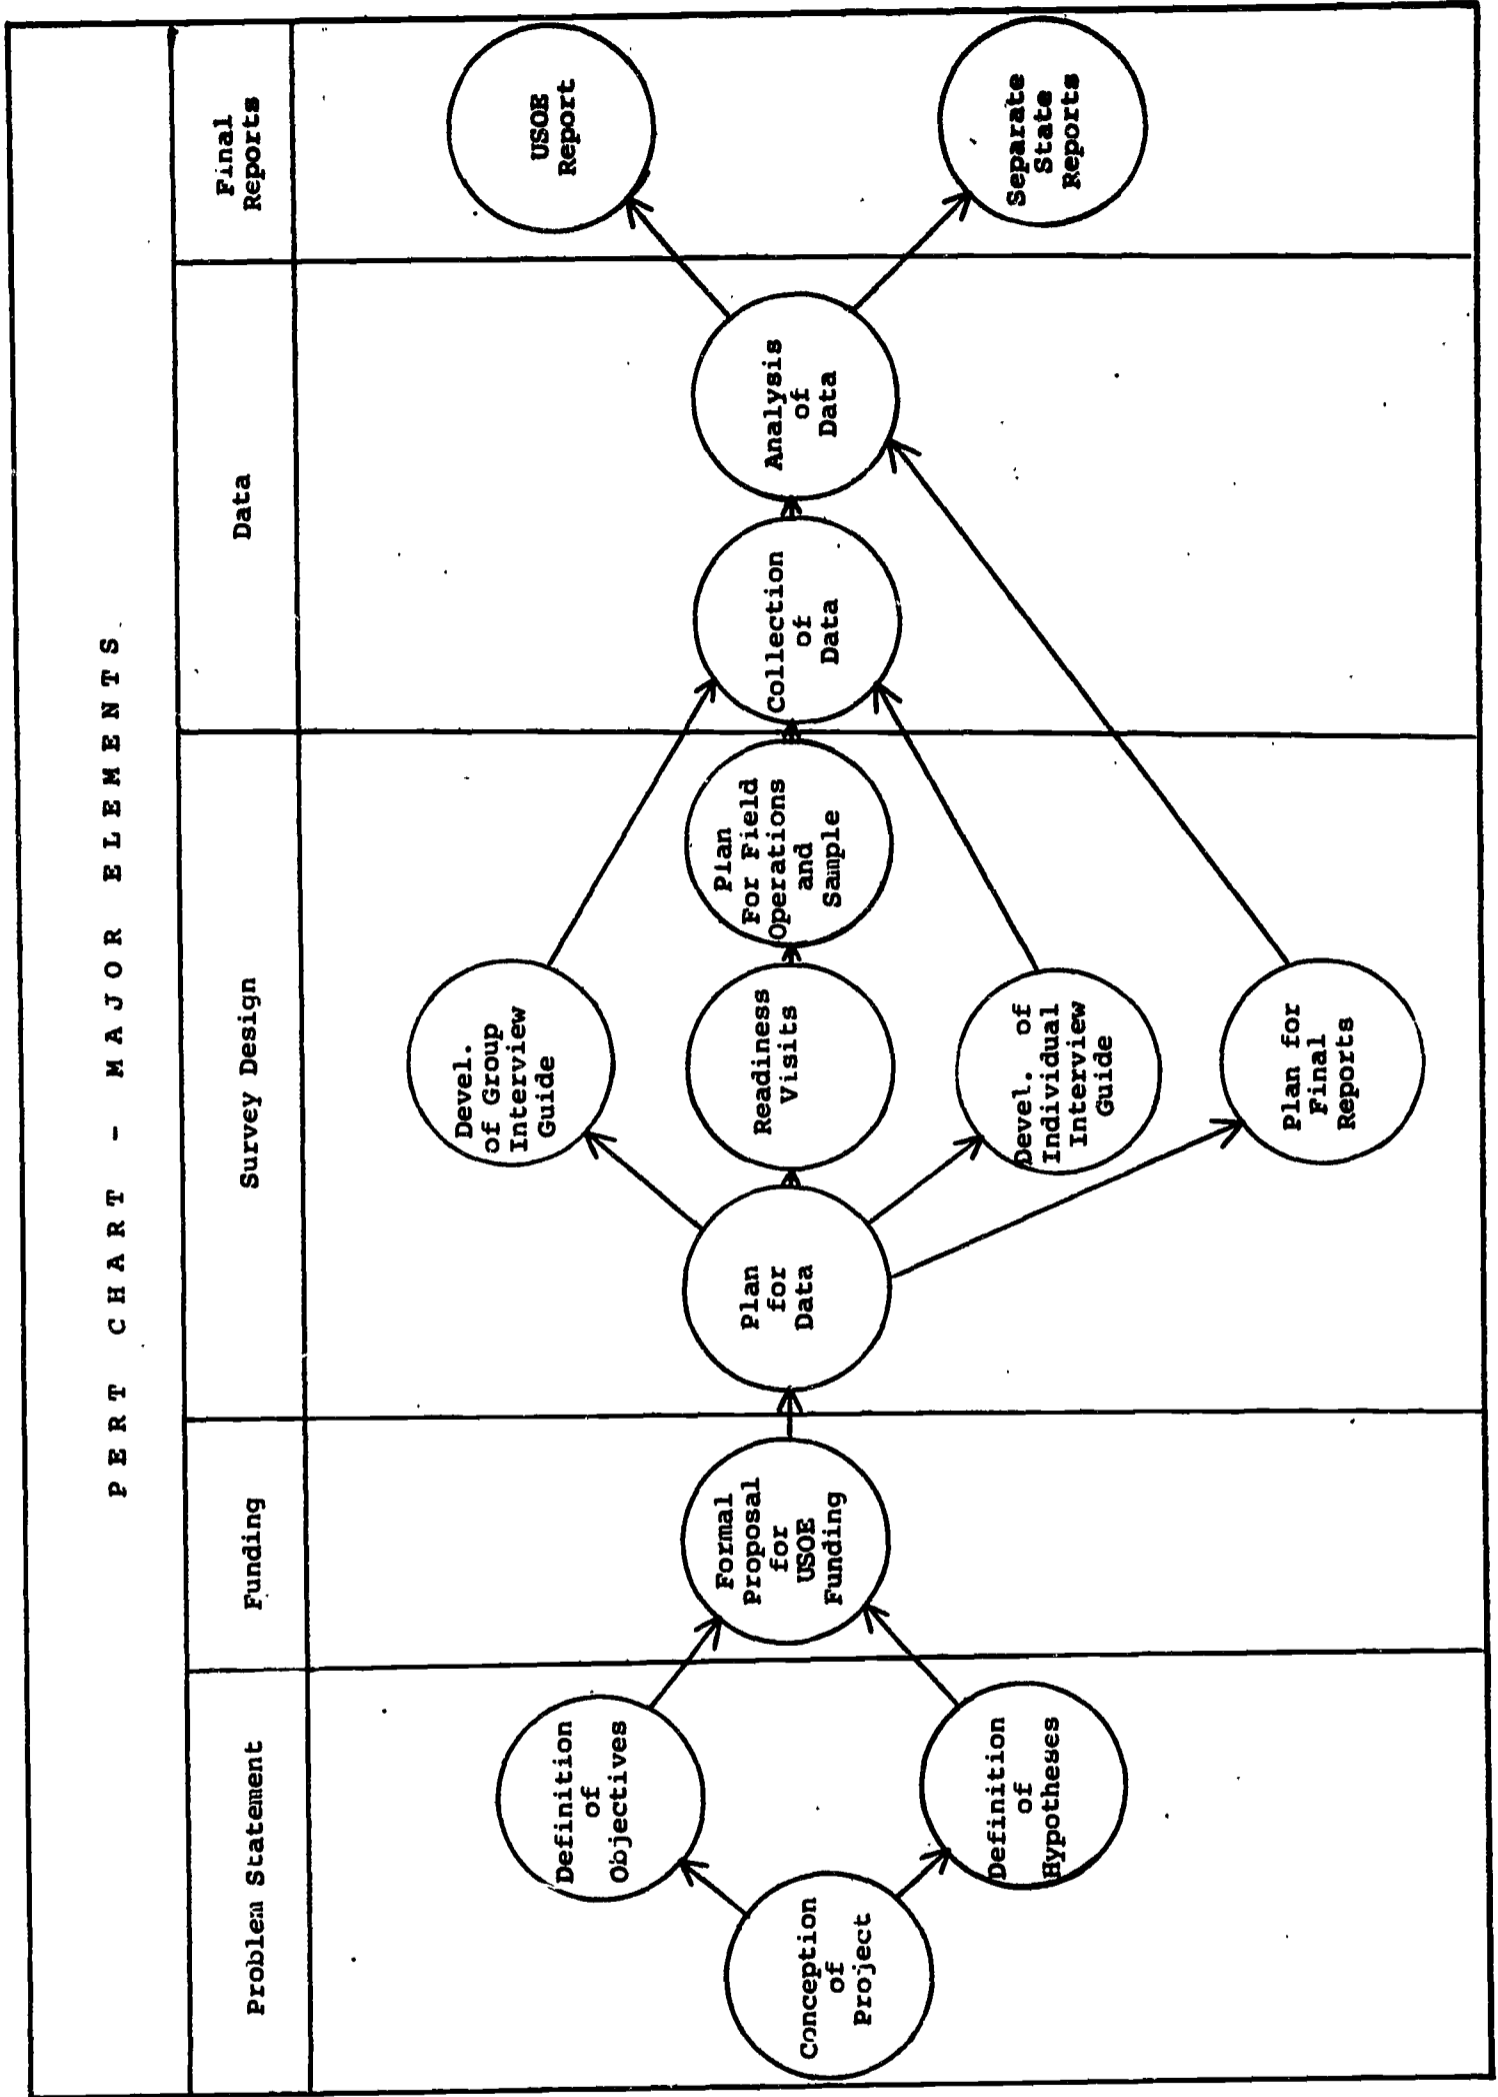 PERT CHART - MAJOR ELEMENTS
Problem Statement
Funding
Survey Design
Data
Final
Reports
Conception
of
Project
Definition
of
Objectives
Definition
of
Hypotheses
Formal
Proposal
for
USOE
Funding
Plan
for
Data
Devel.
of Group
Interview
Guide
Readiness
Visits
Devel. of
Individual
Interview
Guide
Plan for
Final
Reports
Plan
For Field
Operations
and
Sample
Collection
of
Data
Analysis
of
Data
USOE
Report
Separate
State
Reports